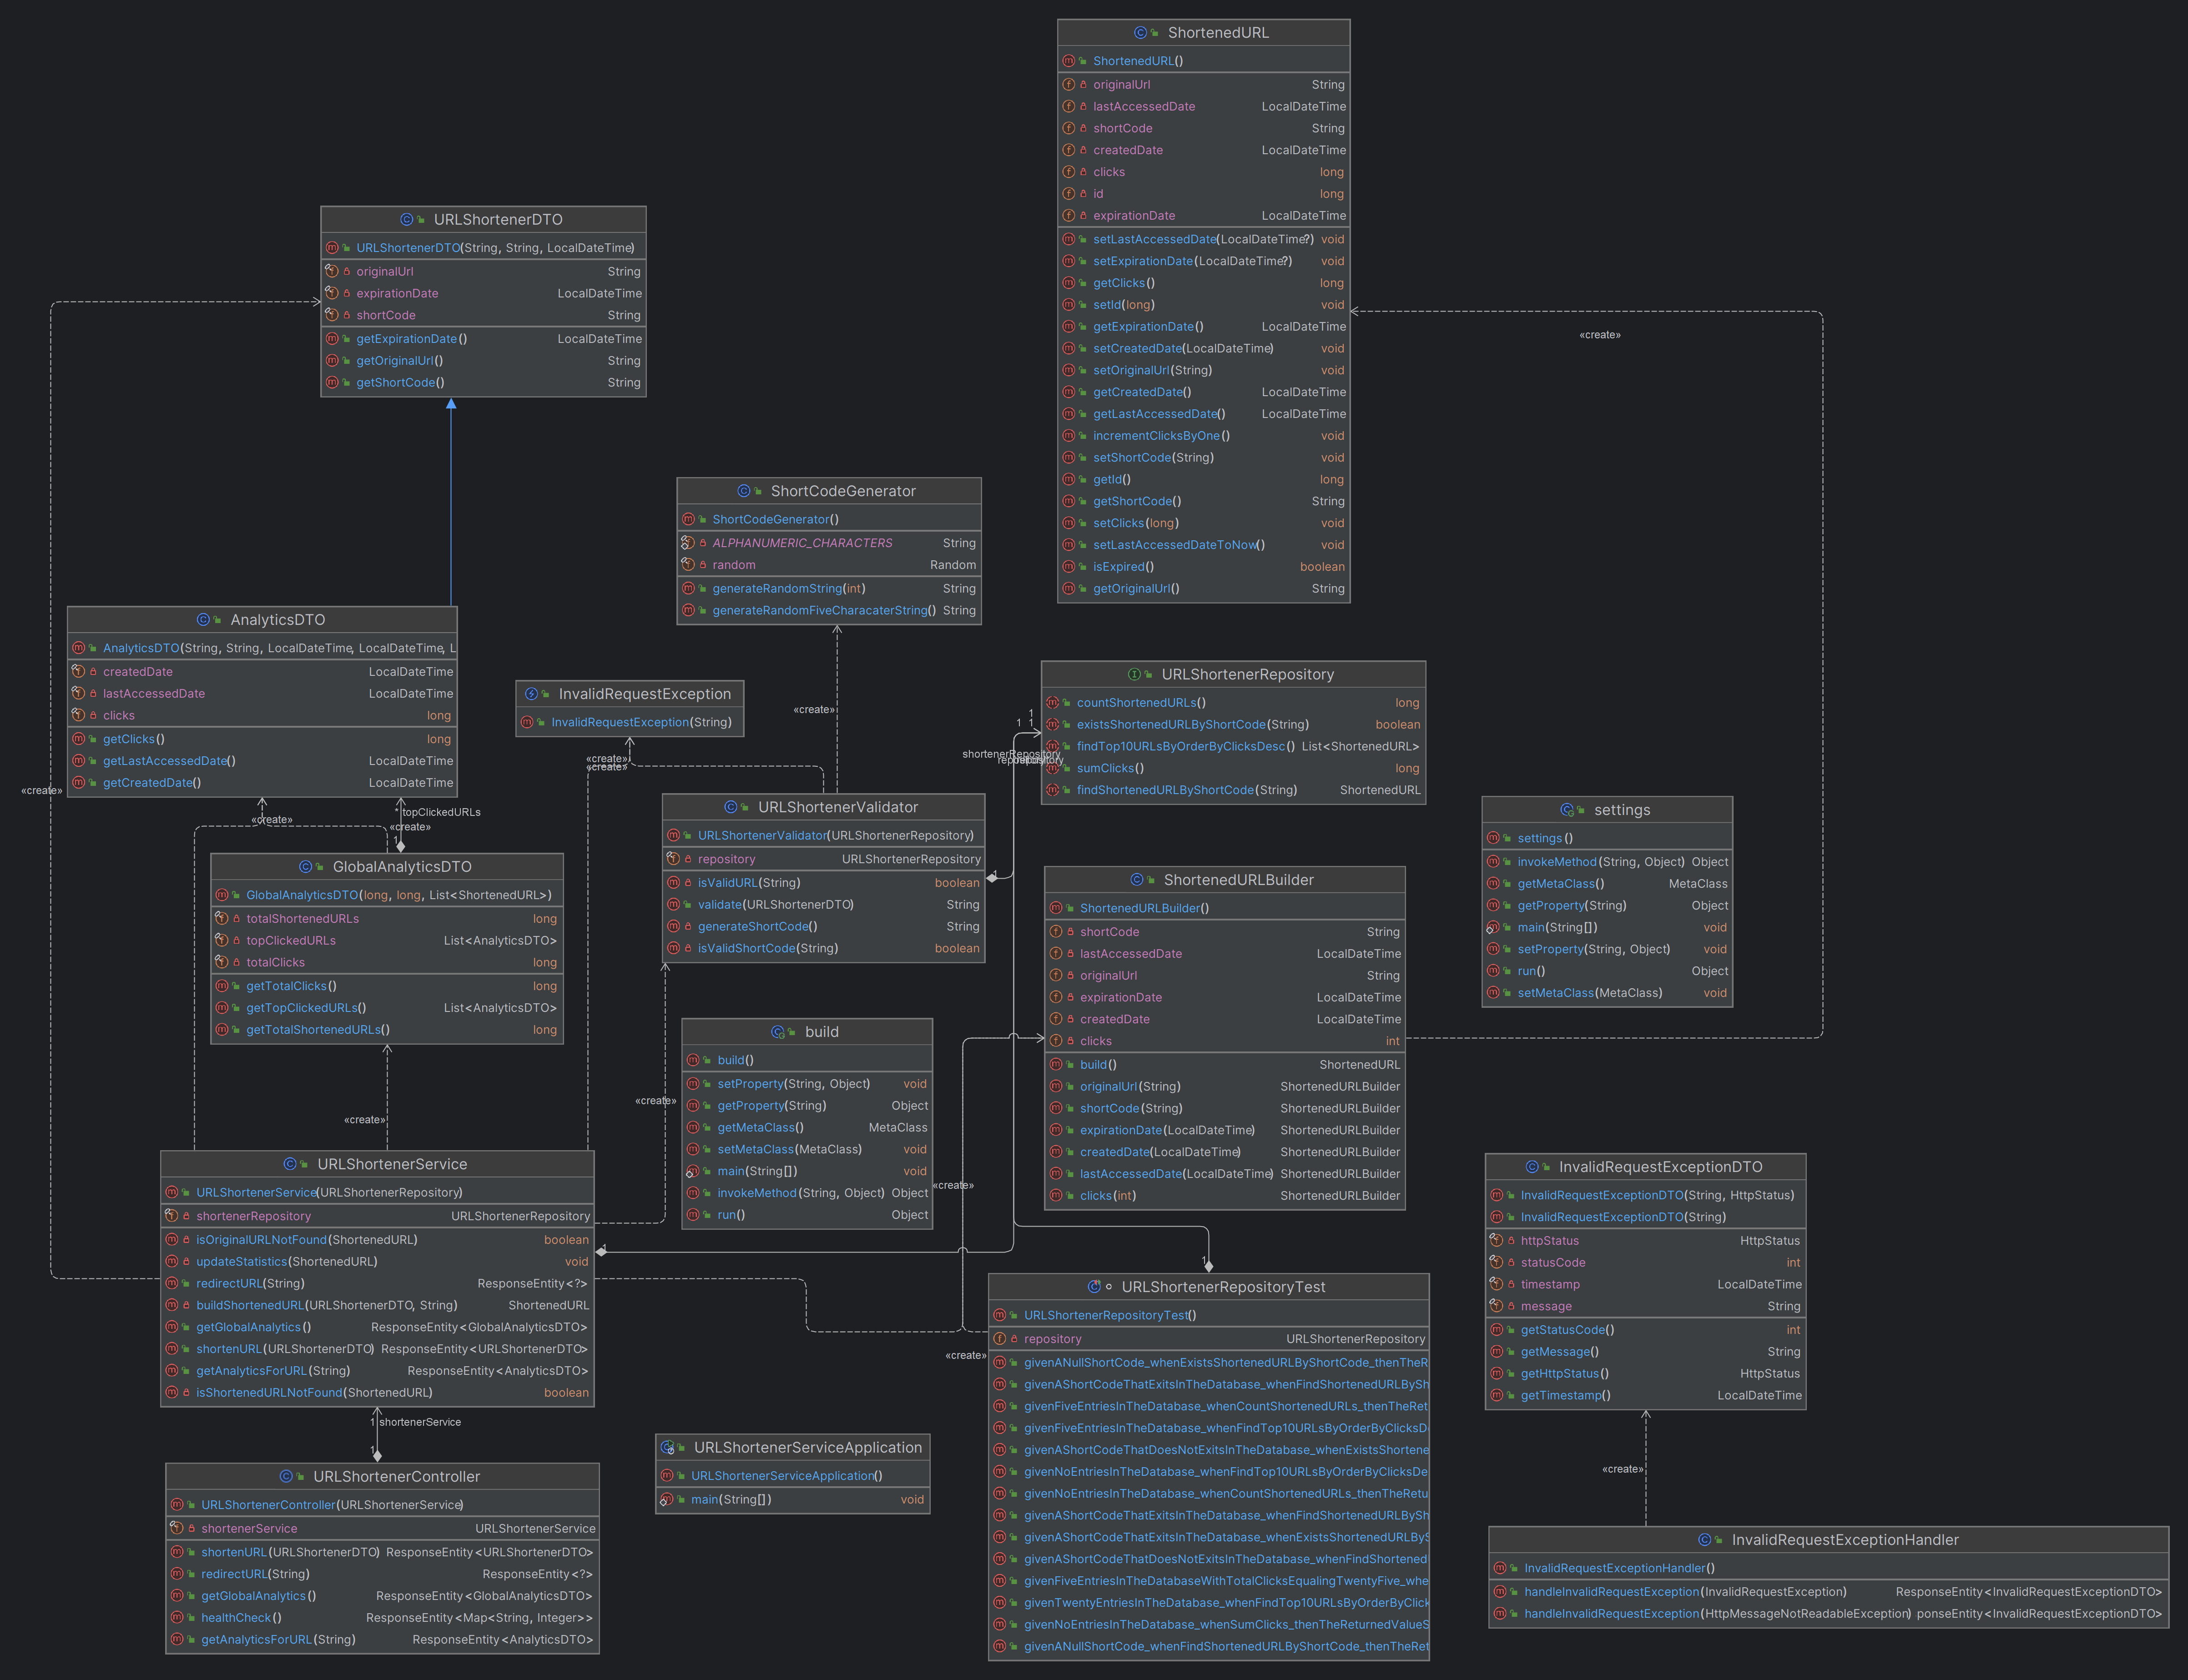 ShortenedURL
ShortenedURL()
originalUrl String
lastAccessedDate LocalDateTime
shortCode String
createdDate LocalDateTime
clicks long
id long
expirationDate LocalDateTime
setLastAccessedDate(LocalDateTime?) void
setExpirationDate(LocalDateTime?) void
getClicks() long
setId(long) void
getExpirationDate() LocalDateTime
setCreatedDate(LocalDateTime) void
setOriginalUrl(String) void
getCreatedDate() LocalDateTime
getLastAccessedDate() LocalDateTime
incrementClicksByOne() void
setShortCode(String) void
getId() long
getShortCode() String
setClicks(long) void
setLastAccessedDateToNow() void
isExpired() boolean
getOriginalUrl() String
URLShortenerDTO
URLShortenerDTO(String, String, LocalDateTime)
originalUrl String
expirationDate LocalDateTime
shortCode String
getExpirationDate() LocalDateTime
getOriginalUrl() String
getShortCode() String
«create»
ShortCodeGenerator
ShortCodeGenerator()
ALPHANUMERIC_CHARACTERS String
random Random
generateRandomString(int) String
generateRandomFiveCharacaterString() String
AnalyticsDTO
AnalyticsDTO(String, String, LocalDateTime, LocalDateTime, L
createdDate LocalDateTime
lastAccessedDate LocalDateTime
clicks long
getClicks() long
getLastAccessedDate() LocalDateTime
getCreatedDate() LocalDateTime
InvalidRequestException
InvalidRequestException(String)
«create»
«create»
«create»
«create»
1
1 1
shortenerRepository
repository
URLShortenerRepository
countShortenedURLs() long
existsShortenedURLByShortCode(String) boolean
findTop10URLsByOrderByClicksDesc() List<ShortenedURL>
sumClicks() long
findShortenedURLByShortCode(String) ShortenedURL
* topClickedURLs
«create»
«create»
1
GlobalAnalyticsDTO
GlobalAnalyticsDTO(long, long, List<ShortenedURL>)
totalShortenedURLs long
topClickedURLs List<AnalyticsDTO>
totalClicks long
getTotalClicks() long
getTopClickedURLs() List<AnalyticsDTO>
getTotalShortenedURLs() long
URLShortenerValidator
URLShortenerValidator(URLShortenerRepository)
repository URLShortenerRepository
isValidURL(String) boolean
validate(URLShortenerDTO) String
generateShortCode() String
isValidShortCode(String) boolean
1
settings
settings()
invokeMethod(String, Object) Object
getMetaClass() MetaClass
getProperty(String) Object
main(String[]) void
setProperty(String, Object) void
run() Object
setMetaClass(MetaClass) void
ShortenedURLBuilder
ShortenedURLBuilder()
shortCode String
lastAccessedDate LocalDateTime
originalUrl String
expirationDate LocalDateTime
createdDate LocalDateTime
clicks int
build() ShortenedURL
originalUrl(String) ShortenedURLBuilder
shortCode(String) ShortenedURLBuilder
expirationDate(LocalDateTime) ShortenedURLBuilder
createdDate(LocalDateTime) ShortenedURLBuilder
lastAccessedDate(LocalDateTime) ShortenedURLBuilder
clicks(int) ShortenedURLBuilder
build
build()
setProperty(String, Object) void
getProperty(String) Object
getMetaClass() MetaClass
setMetaClass(MetaClass) void
main(String[]) void
invokeMethod(String, Object) Object
run() Object
«create»
«create»
«create»
URLShortenerService
URLShortenerService(URLShortenerRepository)
shortenerRepository URLShortenerRepository
isOriginalURLNotFound(ShortenedURL) boolean
updateStatistics(ShortenedURL) void
redirectURL(String) ResponseEntity<?>
buildShortenedURL(URLShortenerDTO, String) ShortenedURL
getGlobalAnalytics() ResponseEntity<GlobalAnalyticsDTO>
shortenURL(URLShortenerDTO) ResponseEntity<URLShortenerDTO>
getAnalyticsForURL(String) ResponseEntity<AnalyticsDTO>
isShortenedURLNotFound(ShortenedURL) boolean
1
1
InvalidRequestExceptionDTO
InvalidRequestExceptionDTO(String, HttpStatus)
InvalidRequestExceptionDTO(String)
httpStatus HttpStatus
statusCode int
timestamp LocalDateTime
message String
getStatusCode() int
getMessage() String
getHttpStatus() HttpStatus
getTimestamp() LocalDateTime
URLShortenerRepositoryTest
URLShortenerRepositoryTest()
repository URLShortenerRepository
givenANullShortCode_whenExistsShortenedURLByShortCode_thenTheR
givenAShortCodeThatExitsInTheDatabase_whenFindShortenedURLBySh
givenFiveEntriesInTheDatabase_whenCountShortenedURLs_thenTheRet
givenFiveEntriesInTheDatabase_whenFindTop10URLsByOrderByClicksD
givenAShortCodeThatDoesNotExitsInTheDatabase_whenExistsShortene
givenNoEntriesInTheDatabase_whenFindTop10URLsByOrderByClicksDe
givenNoEntriesInTheDatabase_whenCountShortenedURLs_thenTheRetu
givenAShortCodeThatExitsInTheDatabase_whenFindShortenedURLBySh
givenAShortCodeThatExitsInTheDatabase_whenExistsShortenedURLByS
givenAShortCodeThatDoesNotExitsInTheDatabase_whenFindShortened
givenFiveEntriesInTheDatabaseWithTotalClicksEqualingTwentyFive_whe
givenTwentyEntriesInTheDatabase_whenFindTop10URLsByOrderByClick
givenNoEntriesInTheDatabase_whenSumClicks_thenTheReturnedValueS
givenANullShortCode_whenFindShortenedURLByShortCode_thenTheRet
«create»
1 shortenerService
1
URLShortenerController
URLShortenerController(URLShortenerService)
shortenerService URLShortenerService
shortenURL(URLShortenerDTO) ResponseEntity<URLShortenerDTO>
redirectURL(String) ResponseEntity<?>
getGlobalAnalytics() ResponseEntity<GlobalAnalyticsDTO>
healthCheck() ResponseEntity<Map<String, Integer>>
getAnalyticsForURL(String) ResponseEntity<AnalyticsDTO>
URLShortenerServiceApplication
URLShortenerServiceApplication()
main(String[]) void
«create»
InvalidRequestExceptionHandler
InvalidRequestExceptionHandler()
handleInvalidRequestException(InvalidRequestException) ResponseEntity<InvalidRequestExceptionDTO>
handleInvalidRequestException(HttpMessageNotReadableException) ponseEntity<InvalidRequestExceptionDTO>